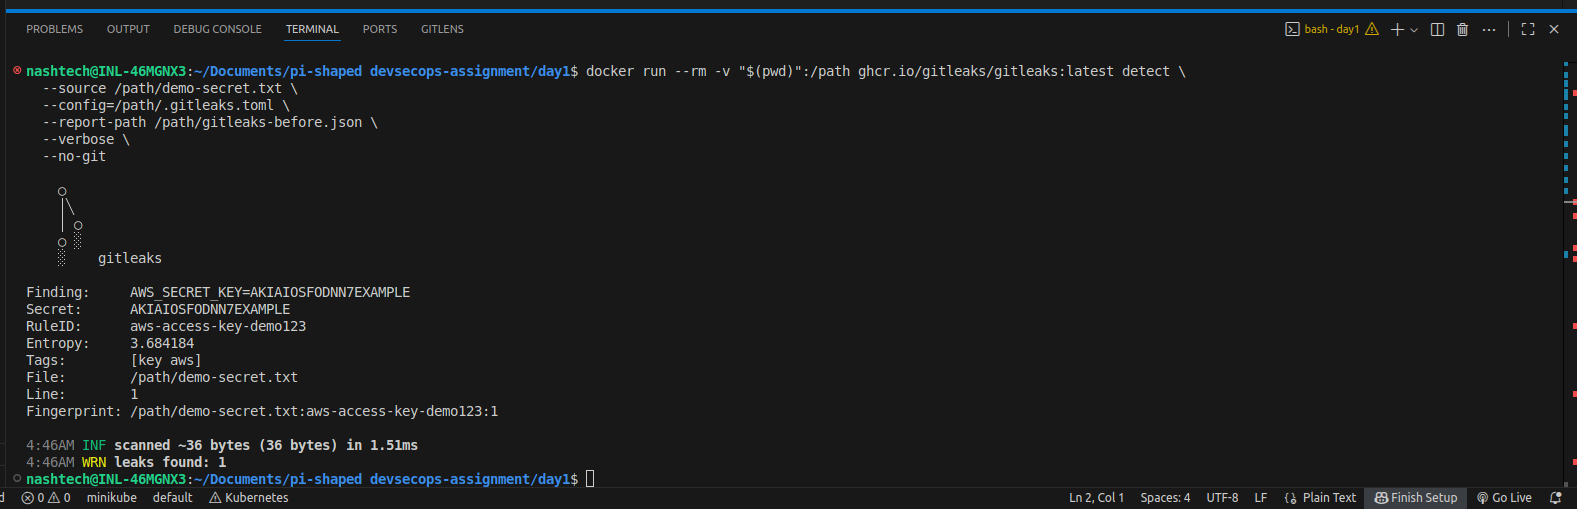 PROBLEMS OUTPUT DEBUG CONSOLE TERMINAL PORTS GITLENS bash - day1
nashtech@INL-46MGNX3:~/Documents/pi-shaped devsecops-assignment/day1$ docker run --rm -v "$(pwd)":/path ghcr.io/gitleaks/gitleaks:latest detect \
--source /path/demo-secret.txt \
--config=/path/.gitleaks.toml \
--report-path /path/gitleaks-before.json \
--verbose \
--no-git
gitleaks
Finding: AWS_SECRET_KEY=AKIAIOSFODNN7EXAMPLE
Secret: AKIAIOSFODNN7EXAMPLE
RuleID: aws-access-key-demo123
Entropy: 3.684184
Tags: [key aws]
File: /path/demo-secret.txt
Line: 1
Fingerprint: /path/demo-secret.txt:aws-access-key-demo123:1
4:46AM INF scanned ~36 bytes (36 bytes) in 1.51ms
4:46AM WRN leaks found: 1
nashtech@INL-46MGNX3:~/Documents/pi-shaped devsecops-assignment/day1$
0 0 minikube default Kubernetes Ln 2, Col 1 Spaces: 4 UTF-8 LF {} Plain Text Finish Setup Go Live